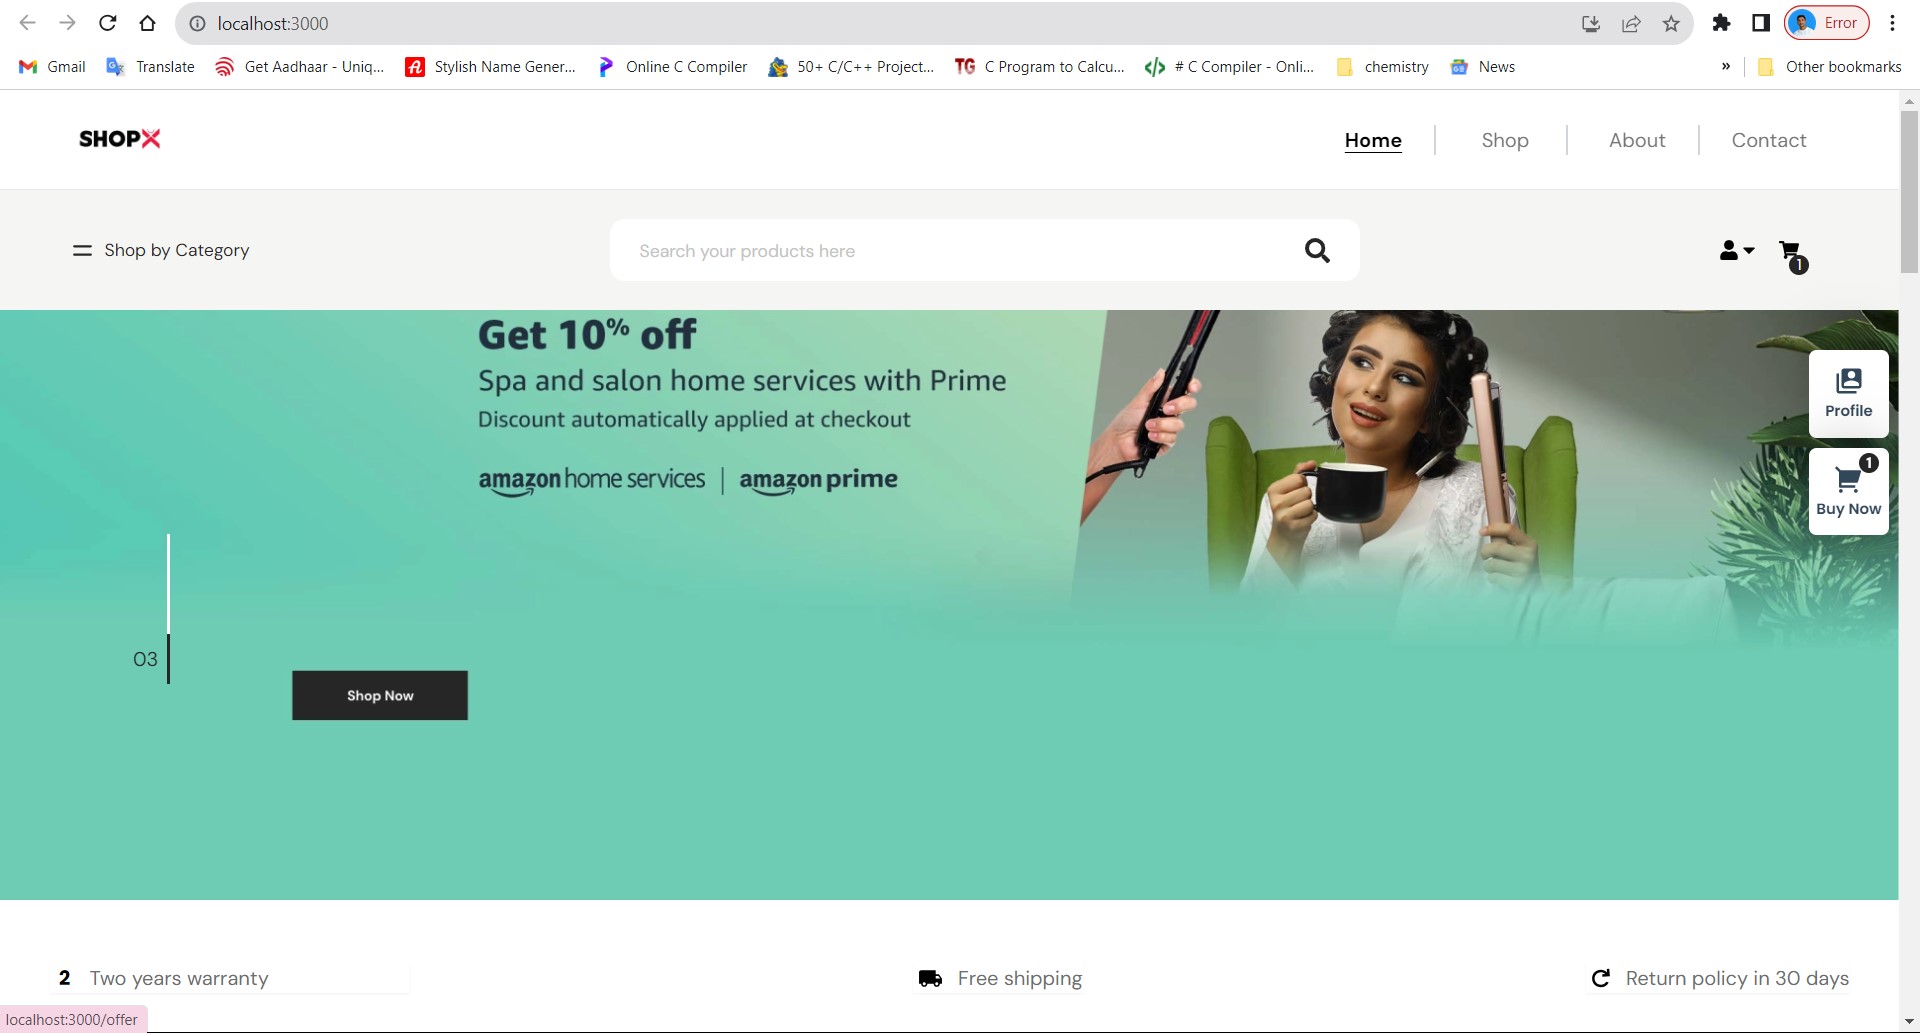 localhost:3000
Error
Gmail
Translate
Get Aadhaar - Uniq...
Stylish Name Gener...
Online C Compiler
50+ C/C++ Project...
TG
C Program to Calcu...
# C Compiler - Onli...
chemistry
News
»
Other bookmarks
SHOPX
Home
Shop
About
Contact
Shop by Category
Search your products here
1
Get 10% off
Spa and salon home services with Prime
Discount automatically applied at checkout
amazon home services | amazon prime
Profile
1
Buy Now
03
Shop Now
2 Two years warranty
Free shipping
Return policy in 30 days
localhost:3000/offer